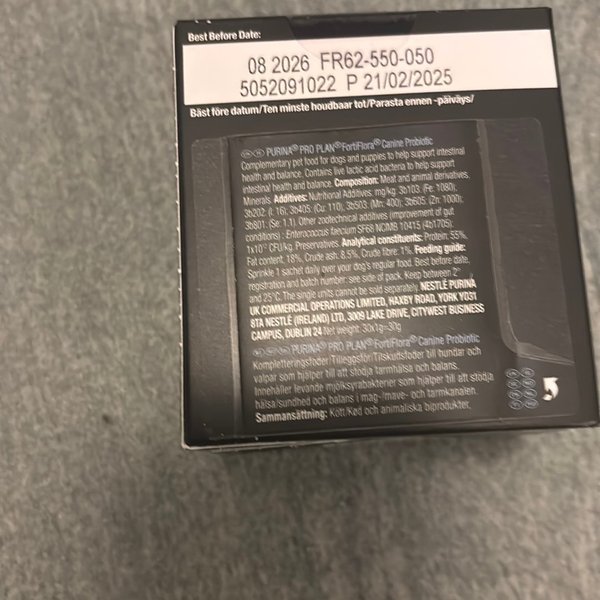 Best Before Date:
08 2026 FR62-550-050
5052091022 P 21/02/2025
Bäst före datum/Ten minste houdbaar tot/Parasta ennen -päiväys/
PURINA® PRO PLAN® FortiFlora® Canine Probiotic
Complementary pet food for dogs and puppies to help support intestinal
health and balance. Contains live lactic acid bacteria to help support
intestinal health and balance. Composition: Meat and animal derivatives,
Minerals. Additives: Nutritional Additives: mg/kg: 3b103: (Fe: 1080);
3b202: (I: 16); 3b405: (Cu: 110); 3b503: (Mn: 400); 3b605: (Zn: 1000);
3b801: (Se: 1.1). Other zootechnical additives (improvement of gut
conditions) : Enterococcus faecium SF68 NCIMB 10415 (4b1705):
CFU/kg. Preservatives. Analytical constituents: Protein: 55%,
Fat content: 18%, Crude ash: 8.5%, Crude fibre: 1%. Feeding guide:
Sprinkle 1 sachet daily over your dog's regular food. Best before date,
registration and batch number: see side of pack. Keep between 2°
and 25°C. The single units cannot be sold separately. NESTLÉ PURINA
UK COMMERCIAL OPERATIONS LIMITED, HAXBY ROAD, YORK YO31
8TA NESTLÉ (IRELAND) LTD, 3009 LAKE DRIVE, CITYWEST BUSINESS
CAMPUS, DUBLIN 24 Net weight: 30x1g=30g
PURINA® PRO PLAN® FortiFlora® Canine Probiotic
Kompletteringsfoder/Tilleggsfôr/Tilskudsfoder till hundar och
valpar som hjälper till att stödja tarmhälsa och balans.
Innehåller levande mjölksyrabakterier som hjälper till att stödja
hälsa/sundhed och balans i mag-/mave- och tarmkanalen.
Sammansättning: Kött/Kød och animaliska biprodukter,